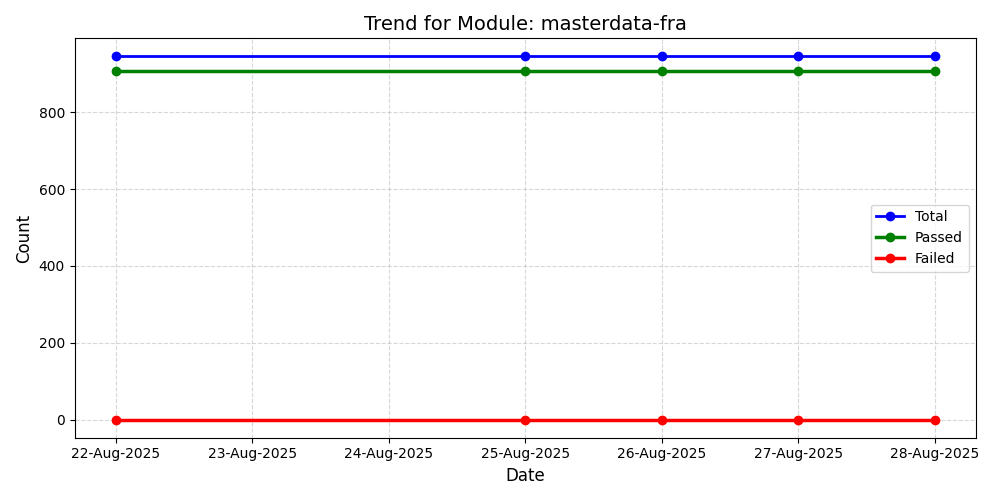 Trend for Module: masterdata-fra
Count
800
600
400
200
0
Total
Passed
Failed
22-Aug-2025 23-Aug-2025 24-Aug-2025 25-Aug-2025 26-Aug-2025 27-Aug-2025 28-Aug-2025
Date